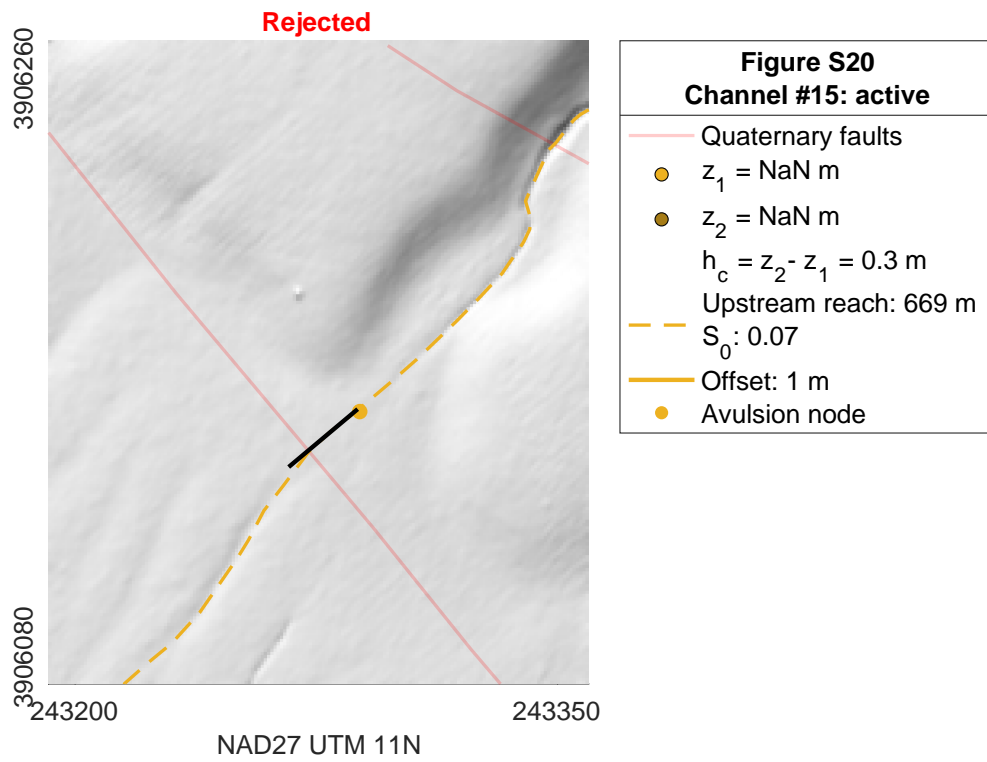 Rejected
3906260
3906080
243200
243350
NAD27 UTM 11N
Figure S20
Channel #15: active
Quaternary faults
z₁ = NaN m
z₂ = NaN m
h_c = z₂- z₁ = 0.3 m
Upstream reach: 669 m
S₀: 0.07
Offset: 1 m
Avulsion node